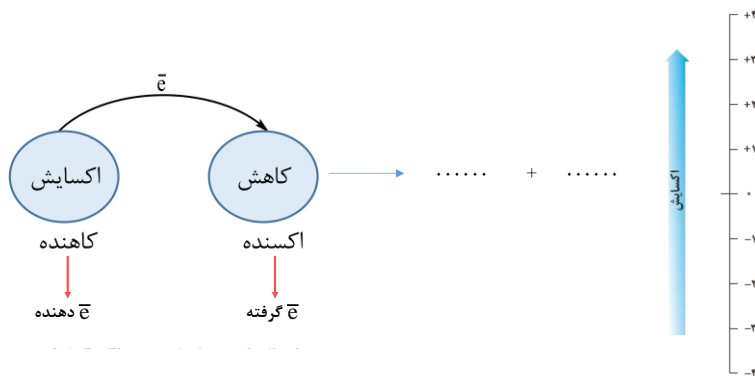 ē
اکسایش
کاهش
...... + ......
کاهنده
اکسنده
ē دهنده
ē گرفته
اکسایش
+۴
+۳
+۲
+۱
۰
-۱
-۲
-۳
-۴